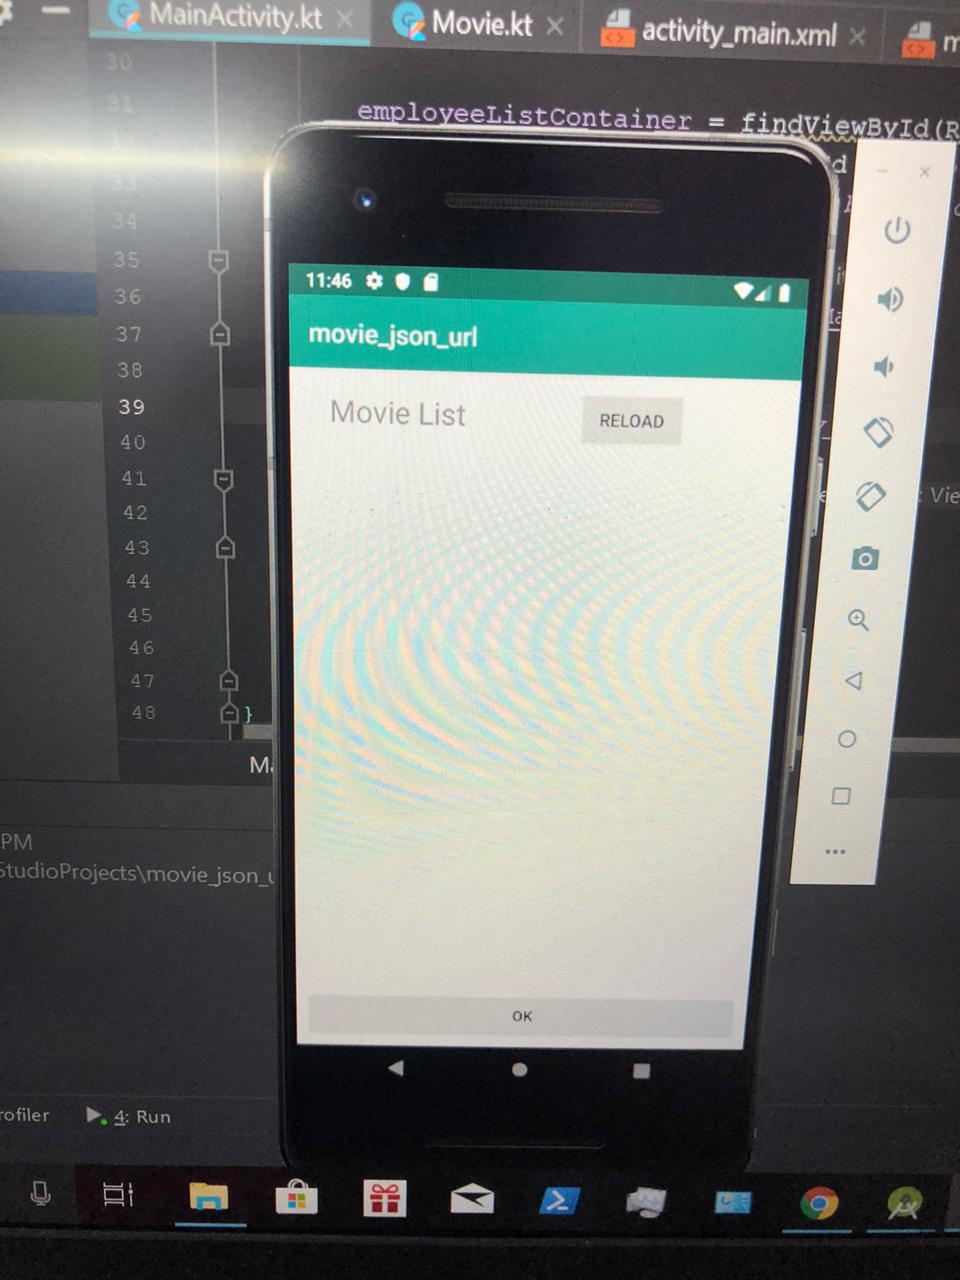 MainActivity.kt
Movie.kt
activity_main.xml
m
30
31
employeeListContainer = findViewById(R
33
34
35
36
37
38
39
40
41
42
43
44
45
46
47
48
}
: Vie
11:46
movie_json_url
Movie List
RELOAD
OK
PM
StudioProjects\movie_json_u
rofiler
4: Run